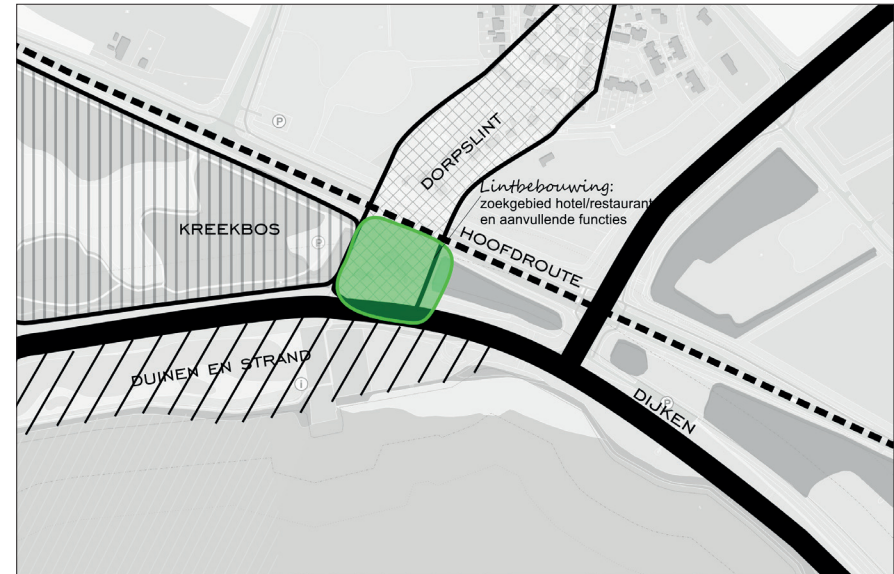 P
DORPSLINT
Lintbebouwing:
zoekgebied hotel/restaurant
en aanvullende functies
KREEKBOS
P
HOOFDROUTE
DUINEN EN STRAND
i
P
DIJKEN